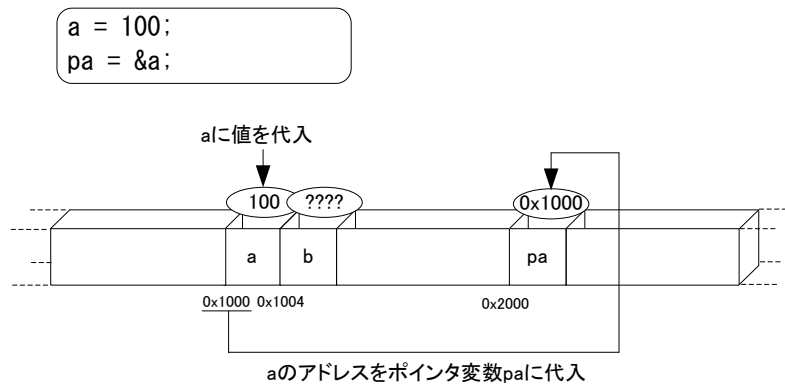 a = 100;
pa = &a;
aに値を代入
100 ???? 0x1000
a b pa
0x1000 0x1004 0x2000
aのアドレスをポインタ変数paに代入